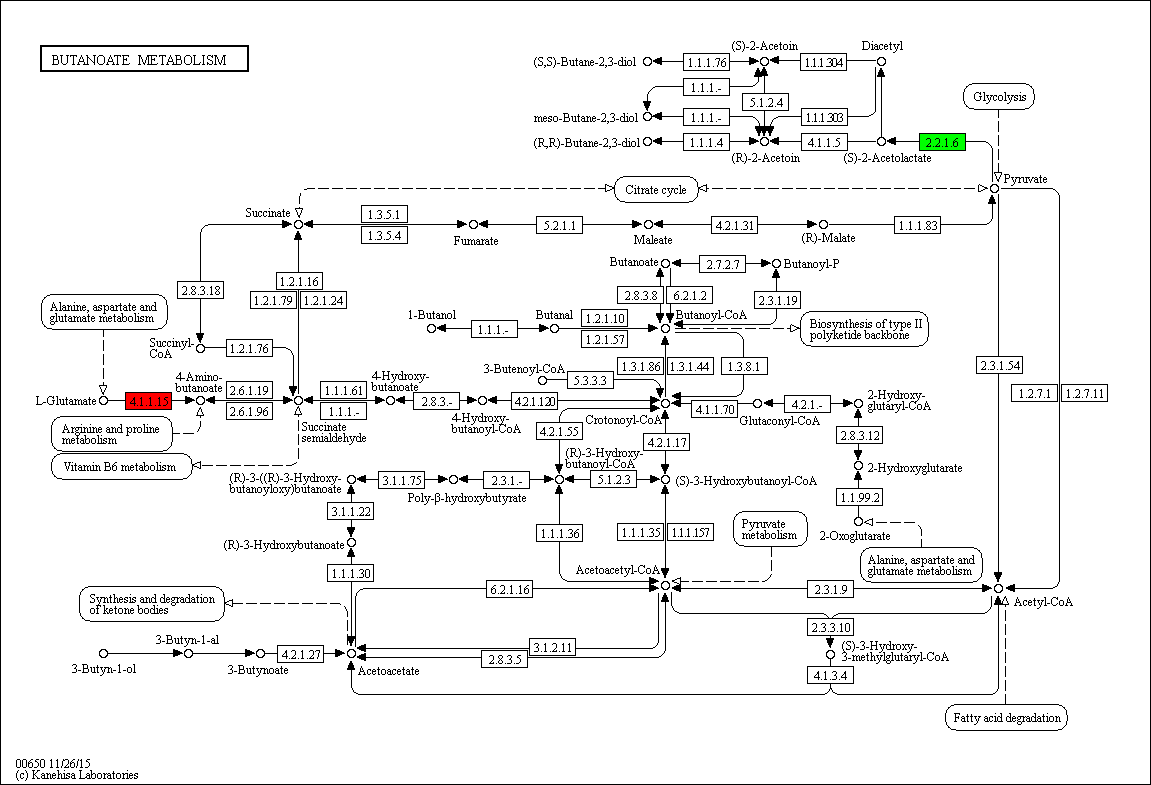 BUTANOATE METABOLISM
(S)-2-Acetoin
Diacetyl
(S,S)-Butane-2,3-diol
1.1.1.76
1.1.1.304
1.1.1.-
5.1.2.4
Glycolysis
meso-Butane-2,3-diol
1.1.1.-
1.1.1.303
(R,R)-Butane-2,3-diol
1.1.1.4
4.1.1.5
2.2.1.6
(R)-2-Acetoin
(S)-2-Acetolactate
Pyruvate
Citrate cycle
Succinate
1.3.5.1
1.3.5.4
Fumarate
5.2.1.1
Maleate
4.2.1.31
(R)-Malate
1.1.1.83
Butanoate
2.7.2.7
Butanoyl-P
1.2.1.16
2.8.3.18
1.2.1.79
1.2.1.24
2.8.3.8
6.2.1.2
2.3.1.19
Alanine, aspartate and
glutamate metabolism
1-Butanol
1.1.1.-
Butanal
1.2.1.10
1.2.1.57
Butanoyl-CoA
Biosynthesis of type II
polyketide backbone
Succinyl-
CoA
1.2.1.76
3-Butenoyl-CoA
5.3.3.3
1.3.1.86
1.3.1.44
1.3.8.1
2.3.1.54
L-Glutamate
4.1.1.15
4-Amino-
butanoate
2.6.1.19
2.6.1.96
1.1.1.61
1.1.1.-
4-Hydroxy-
butanoate
2.8.3.-
4.2.1.120
4-Hydroxy-
butanoyl-CoA
Crotonoyl-CoA
4.1.1.70
Glutaconyl-CoA
4.2.1.-
2-Hydroxy-
glutaryl-CoA
1.2.7.1
1.2.7.11
Arginine and proline
metabolism
Succinate
semialdehyde
4.2.1.55
4.2.1.17
2.8.3.12
Vitamin B6 metabolism
(R)-3-Hydroxy-
butanoyl-CoA
2-Hydroxyglutarate
(R)-3-((R)-3-Hydroxy-
butanoyloxy)butanoate
3.1.1.75
Poly-β-hydroxybutyrate
2.3.1.-
5.1.2.3
(S)-3-Hydroxybutanoyl-CoA
1.1.99.2
3.1.1.22
1.1.1.36
1.1.1.35
1.1.1.157
Pyruvate
metabolism
2-Oxoglutarate
(R)-3-Hydroxybutanoate
Alanine, aspartate and
glutamate metabolism
1.1.1.30
Acetoacetyl-CoA
6.2.1.16
2.3.1.9
Acetyl-CoA
Synthesis and degradation
of ketone bodies
2.3.3.10
3-Butyn-1-al
3-Butyn-1-ol
3-Butynoate
4.2.1.27
Acetoacetate
3.1.2.11
2.8.3.5
(S)-3-Hydroxy-
3-methylglutaryl-CoA
4.1.3.4
Fatty acid degradation
00650 11/26/15
(c) Kanehisa Laboratories